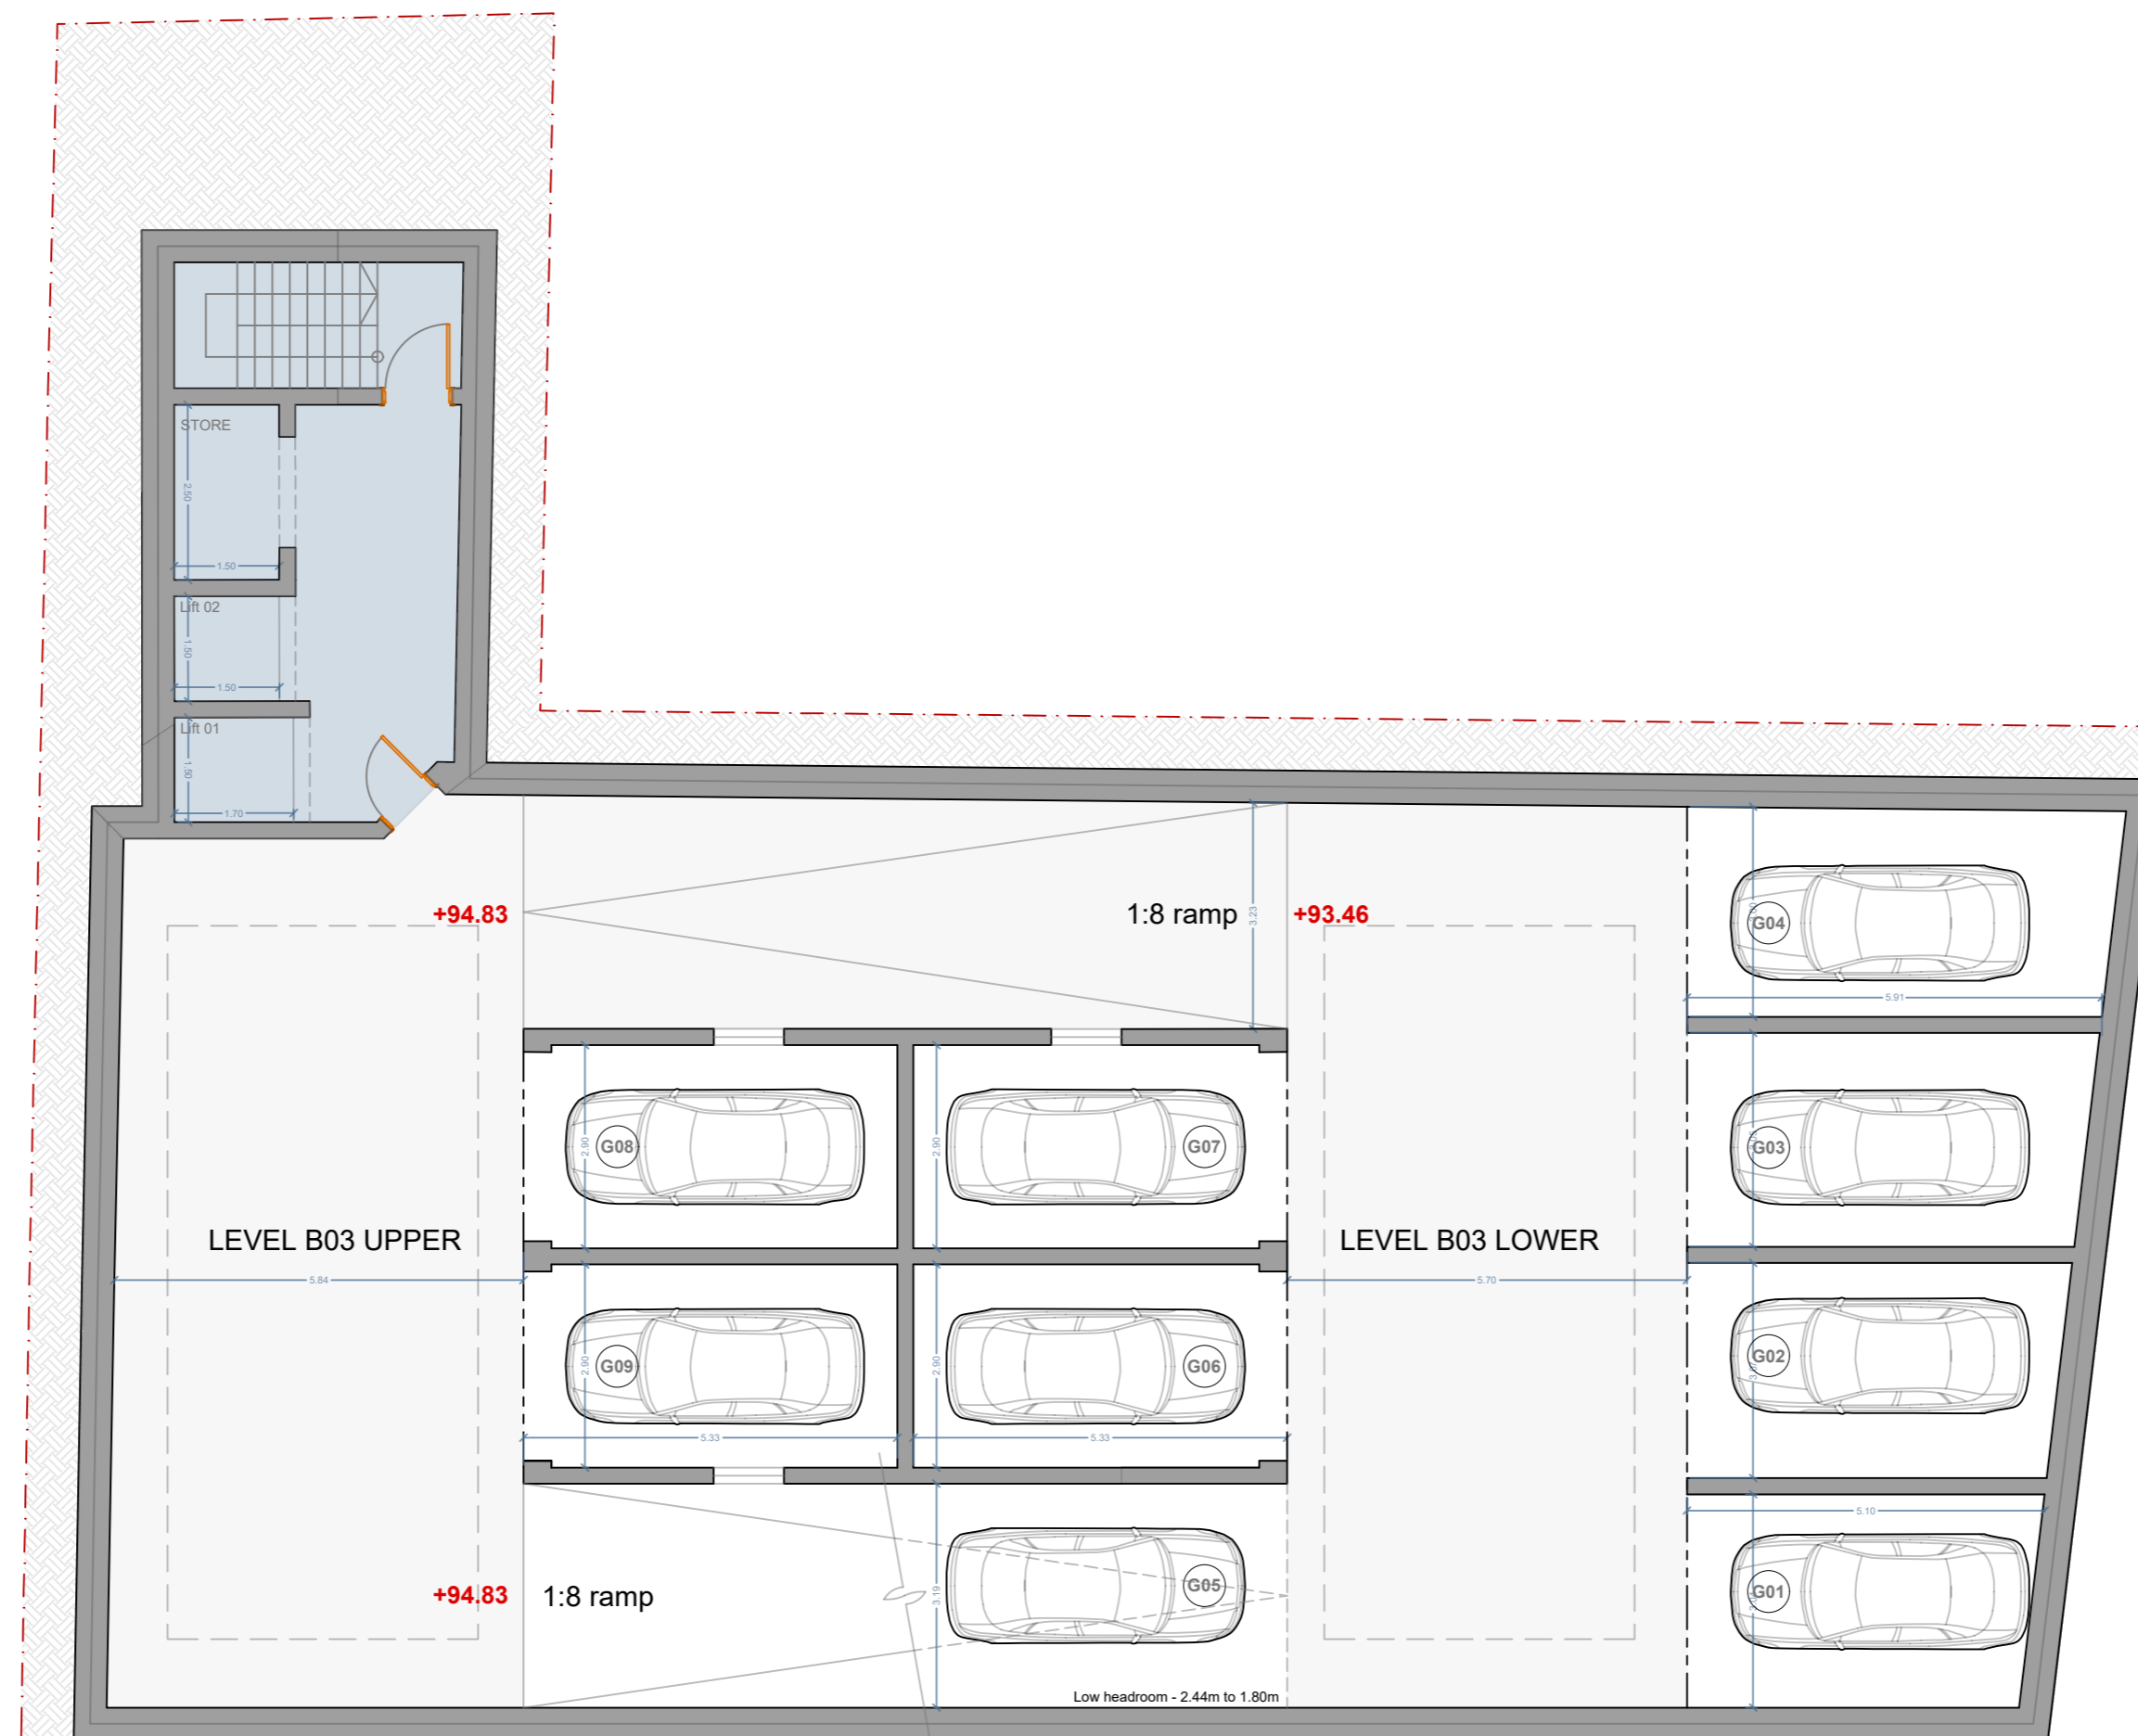 STORE
2.50
1.50
Lift 02
1.50
1.50
Lift 01
1.50
1.70
+94.83
1:8 ramp
3.23
+93.46
G04
5.91
G08
2.90
G07
2.90
G03
LEVEL B03 UPPER
LEVEL B03 LOWER
5.84
5.70
G09
2.90
G06
2.90
G02
5.33
5.33
5.10
+94.83
1:8 ramp
3.19
G05
G01
Low headroom - 2.44m to 1.80m